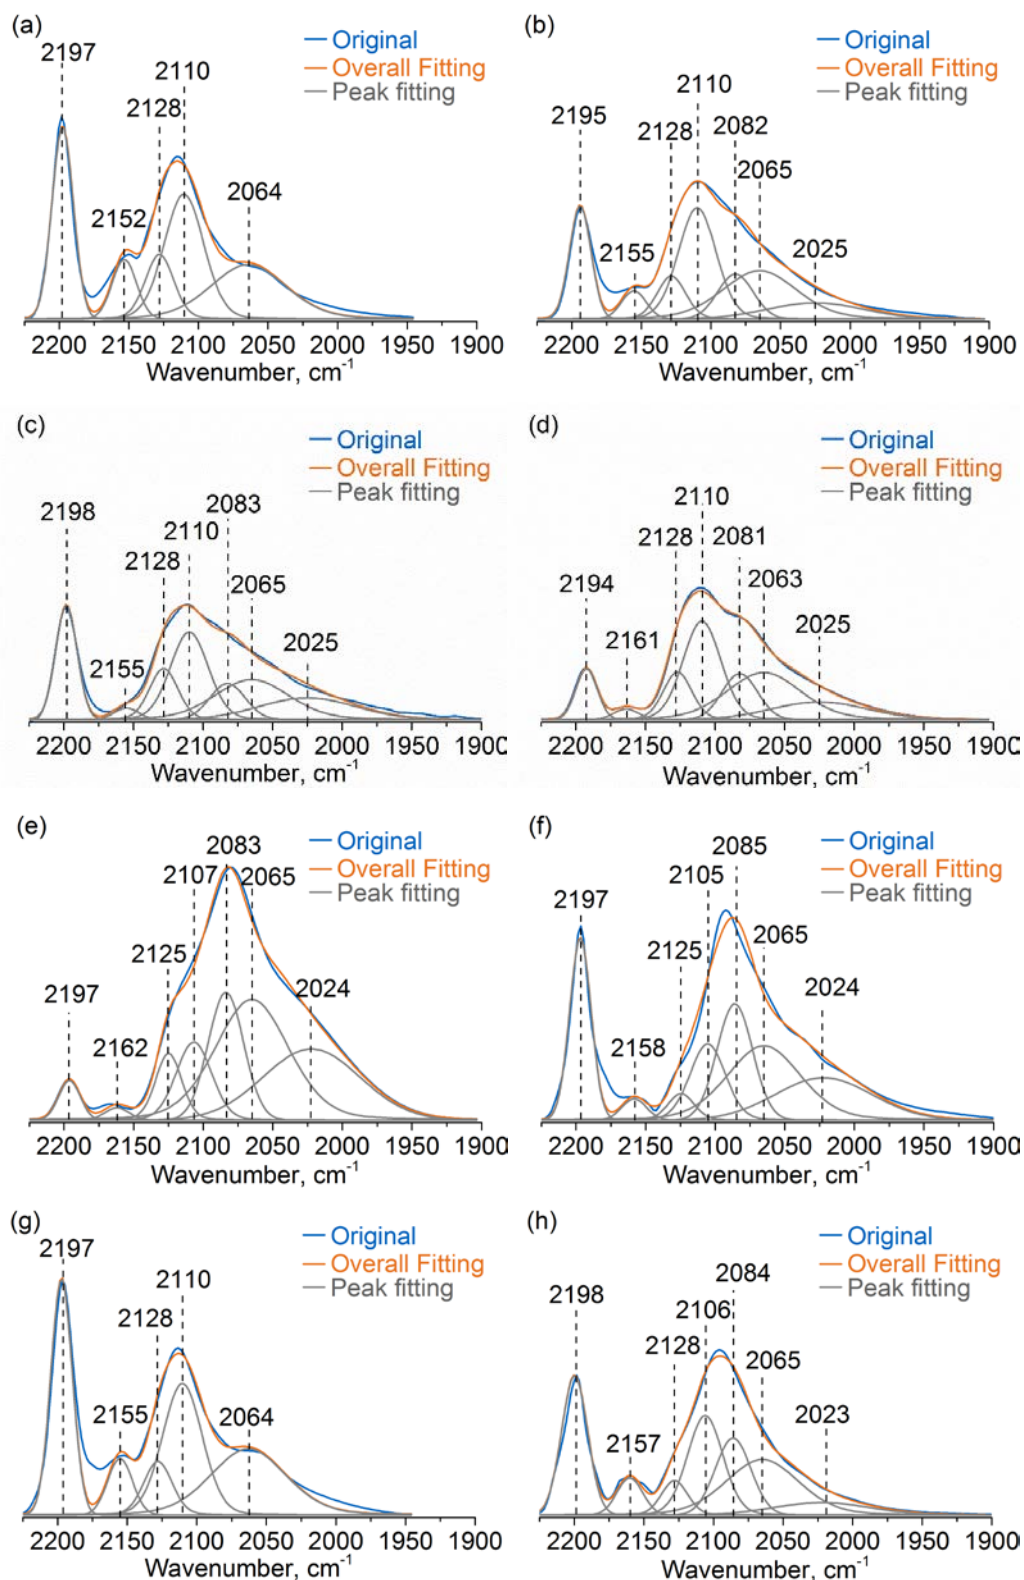 (a)
Original
Overall Fitting
Peak fitting
2197
2110
2128
2152
2064
2200 2150 2100 2050 2000 1950 1900
Wavenumber, cm⁻¹
(b)
Original
Overall Fitting
Peak fitting
2110
2195
2128
2082
2065
2155
2025
2200 2150 2100 2050 2000 1950 1900
Wavenumber, cm⁻¹
(c)
Original
Overall Fitting
Peak fitting
2083
2198
2110
2128
2065
2025
2155
2200 2150 2100 2050 2000 1950 1900
Wavenumber, cm⁻¹
(d)
Original
Overall Fitting
Peak fitting
2110
2128
2081
2194
2063
2161
2025
2200 2150 2100 2050 2000 1950 1900
Wavenumber, cm⁻¹
(e)
Original
Overall Fitting
Peak fitting
2083
2107
2065
2125
2197
2024
2162
2200 2150 2100 2050 2000 1950 1900
Wavenumber, cm⁻¹
(f)
Original
Overall Fitting
Peak fitting
2085
2105
2197
2125
2065
2024
2158
2200 2150 2100 2050 2000 1950 1900
Wavenumber, cm⁻¹
(g)
Original
Overall Fitting
Peak fitting
2197
2110
2128
2155
2064
2200 2150 2100 2050 2000 1950 1900
Wavenumber, cm⁻¹
(h)
Original
Overall Fitting
Peak fitting
2084
2198
2106
2128
2065
2157
2023
2200 2150 2100 2050 2000 1950 1900
Wavenumber, cm⁻¹